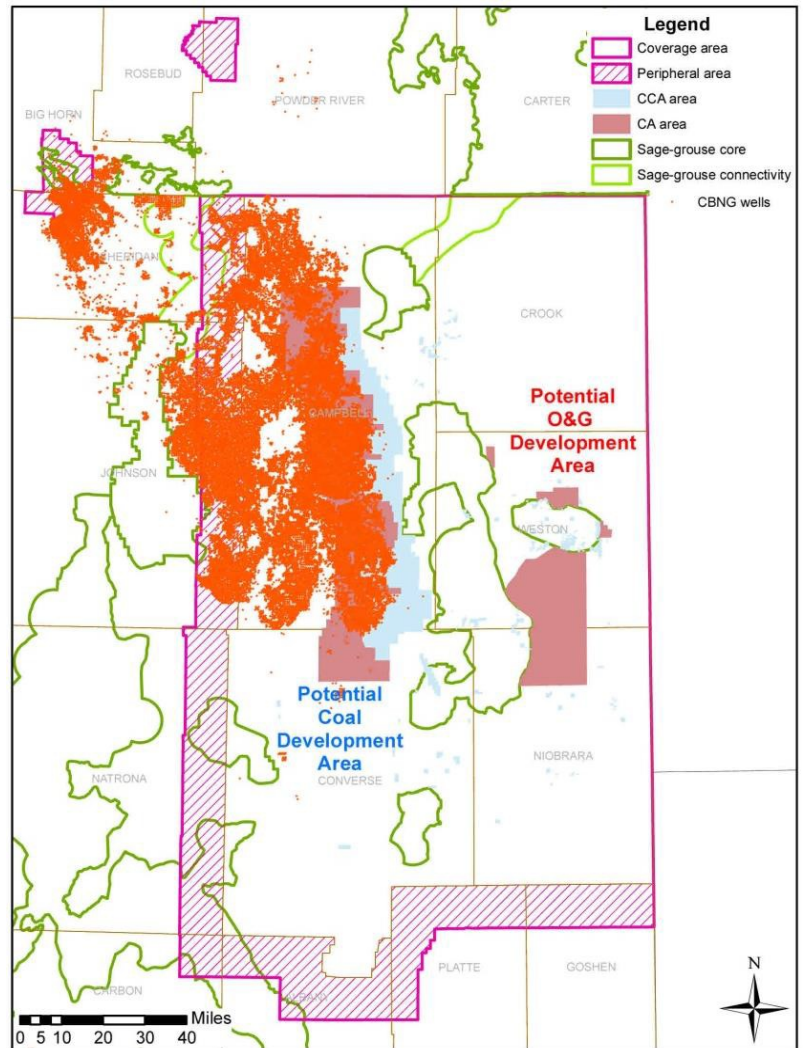 Legend
Coverage area
Peripheral area
CCA area
CA area
Sage-grouse core
Sage-grouse connectivity
CBNG wells
ROSEBUD
POWDER RIVER
CARTER
BIG HORN
SHERIDAN
CROOK
CAMPBELL
Potential
O&G
Development
Area
JOHNSON
WESTON
Potential
Coal
Development
Area
CONVERSE
NIOBRARA
NATRONA
PLATTE
GOSHEN
CARBON
ALBANY
N
Miles
0 5 10 20 30 40